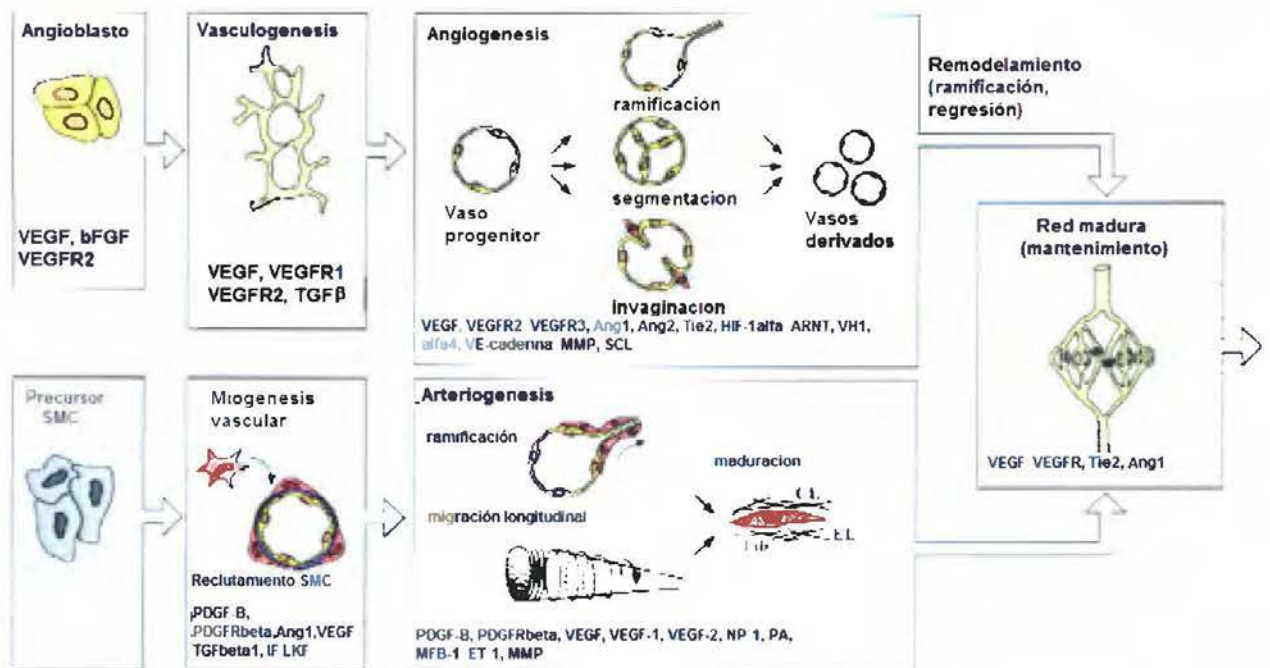 Angioblasto
VEGF, bFGF
VEGFR2
Vasculogenesis
VEGF, VEGFR1
VEGFR2, TGFβ
Angiogenesis
ramificacion
segmentacion
invaginacion
Vaso
progenitor
Vasos
derivados
VEGF, VEGFR2 VEGFR3, Ang1, Ang2, Tie2, HIF-1alfa ARNT, VH1,
alfa4, VE-cadenna MMP, SCL
Remodelamiento
(ramificación,
regresión)
Red madura
(mantenimiento)
VEGF VEGFR, Tie2, Ang1
Precursor
SMC
Miogenesis
vascular
Reclutamiento SMC
PDGF-B,
PDGFRbeta,Ang1,VEGF
TGFbeta1, IF LKF
Arteriogenesis
ramificación
migración longitudinal
maduracion
EL
PDGF-B, PDGFRbeta, VEGF, VEGF-1, VEGF-2, NP 1, PA,
MFB-1 ET 1, MMP